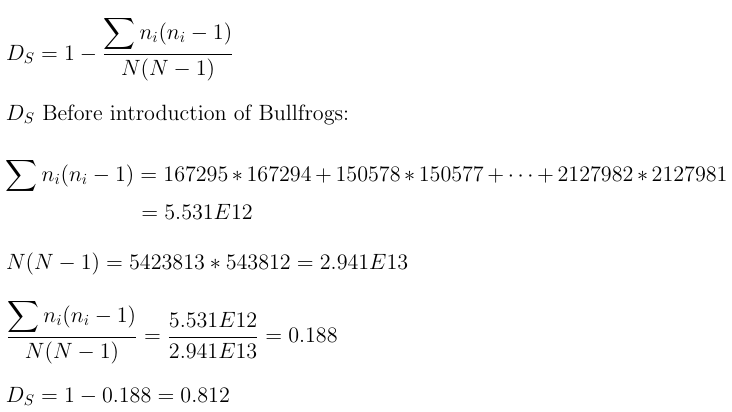 D_S = 1 − ∑ n_i(n_i − 1) / N(N − 1)
D_S Before introduction of Bullfrogs:
∑ n_i(n_i − 1) = 167295 * 167294 + 150578 * 150577 + ⋯ + 2127982 * 2127981
= 5.531E12
N(N − 1) = 5423813 * 543812 = 2.941E13
∑ n_i(n_i − 1) / N(N − 1) = 5.531E12 / 2.941E13 = 0.188
D_S = 1 − 0.188 = 0.812